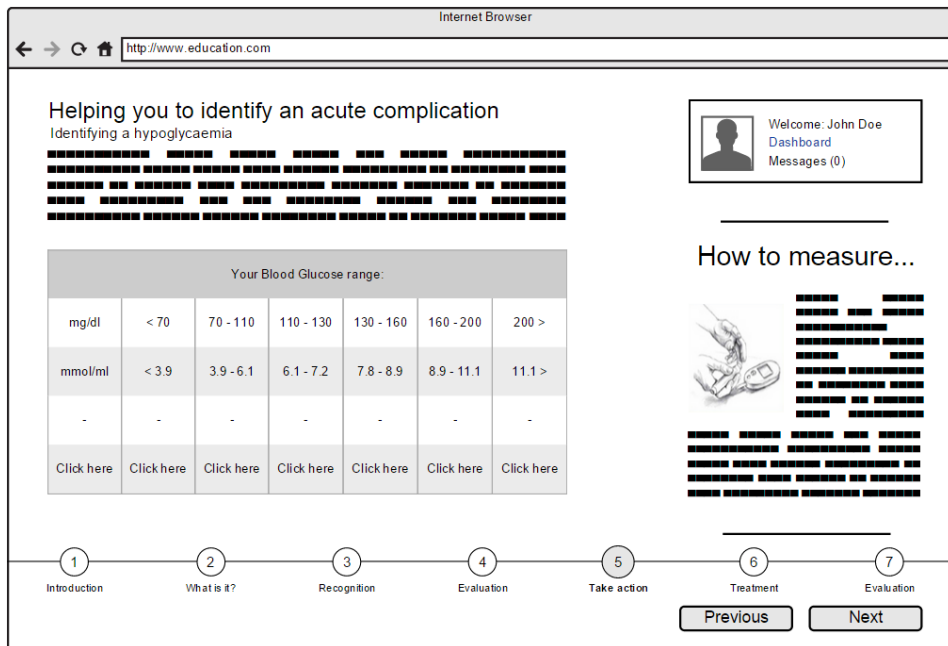 Internet Browser
http://www.education.com
Helping you to identify an acute complication
Identifying a hypoglycaemia
Welcome: John Doe
Dashboard
Messages (0)
Your Blood Glucose range:
mg/dl < 70 70 - 110 110 - 130 130 - 160 160 - 200 200 >
mmol/ml < 3.9 3.9 - 6.1 6.1 - 7.2 7.8 - 8.9 8.9 - 11.1 11.1 >
- - - - - - -
Click here Click here Click here Click here Click here Click here Click here
How to measure...
1 2 3 4 5 6 7
Introduction What is it? Recognition Evaluation Take action Treatment Evaluation
Previous Next